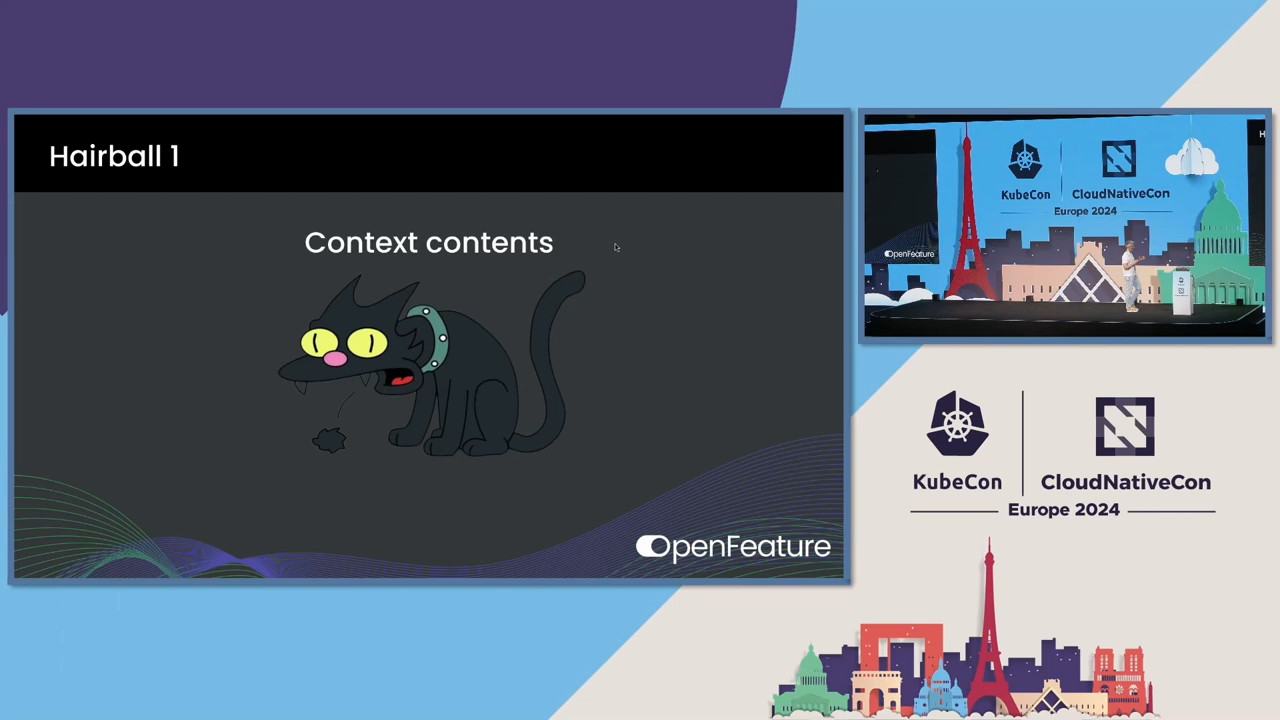 Hairball 1
Context contents
OpenFeature
H
KubeCon
CloudNativeCon
Europe 2024
OpenFeature
KubeCon
CloudNativeCon
Europe 2024